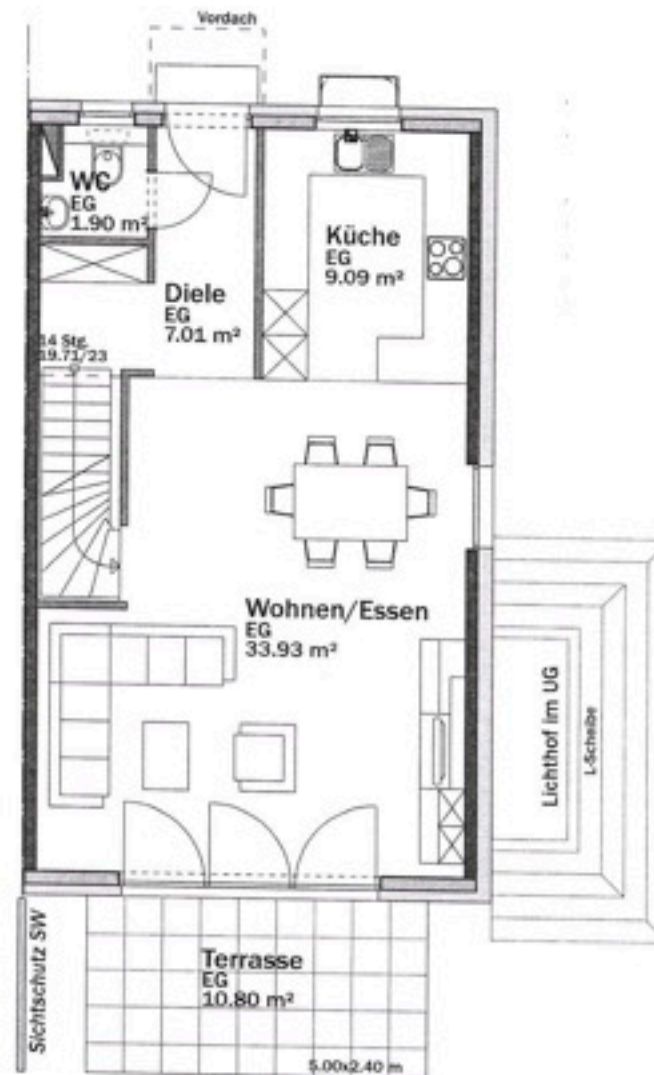 Vordach
WC
EG
1.90 m²
Küche
EG
9.09 m²
Diele
EG
7.01 m²
14 Stg.
19.71/23
Wohnen/Essen
EG
33.93 m²
Lichthof im UG
L-Scheibe
Sichtschutz SW
Terrasse
EG
10.80 m²
5.00x2.40 m